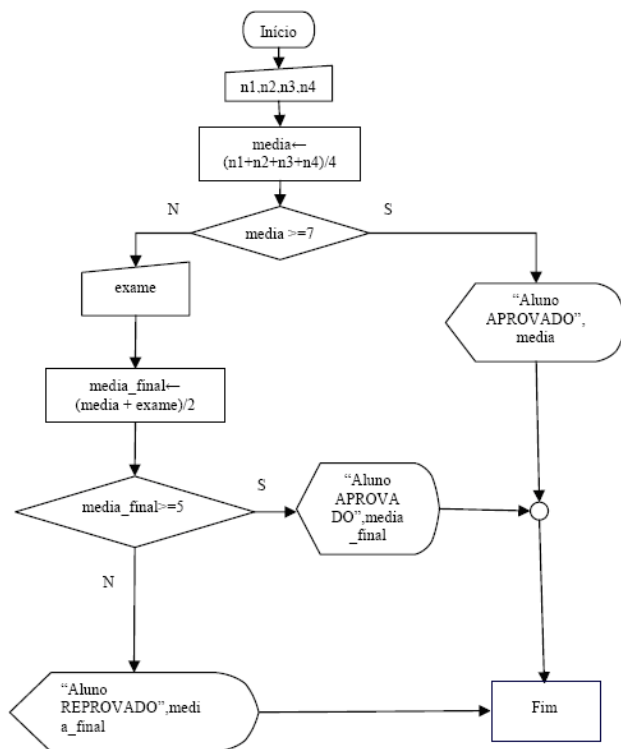 Início
n1,n2,n3,n4
media←
(n1+n2+n3+n4)/4
N
S
media >=7
exame
“Aluno
APROVADO”,
media
media_final←
(media + exame)/2
media_final>=5
S
“Aluno
APROVA
DO”,media
_final
N
“Aluno
REPROVADO”,medi
a_final
Fim